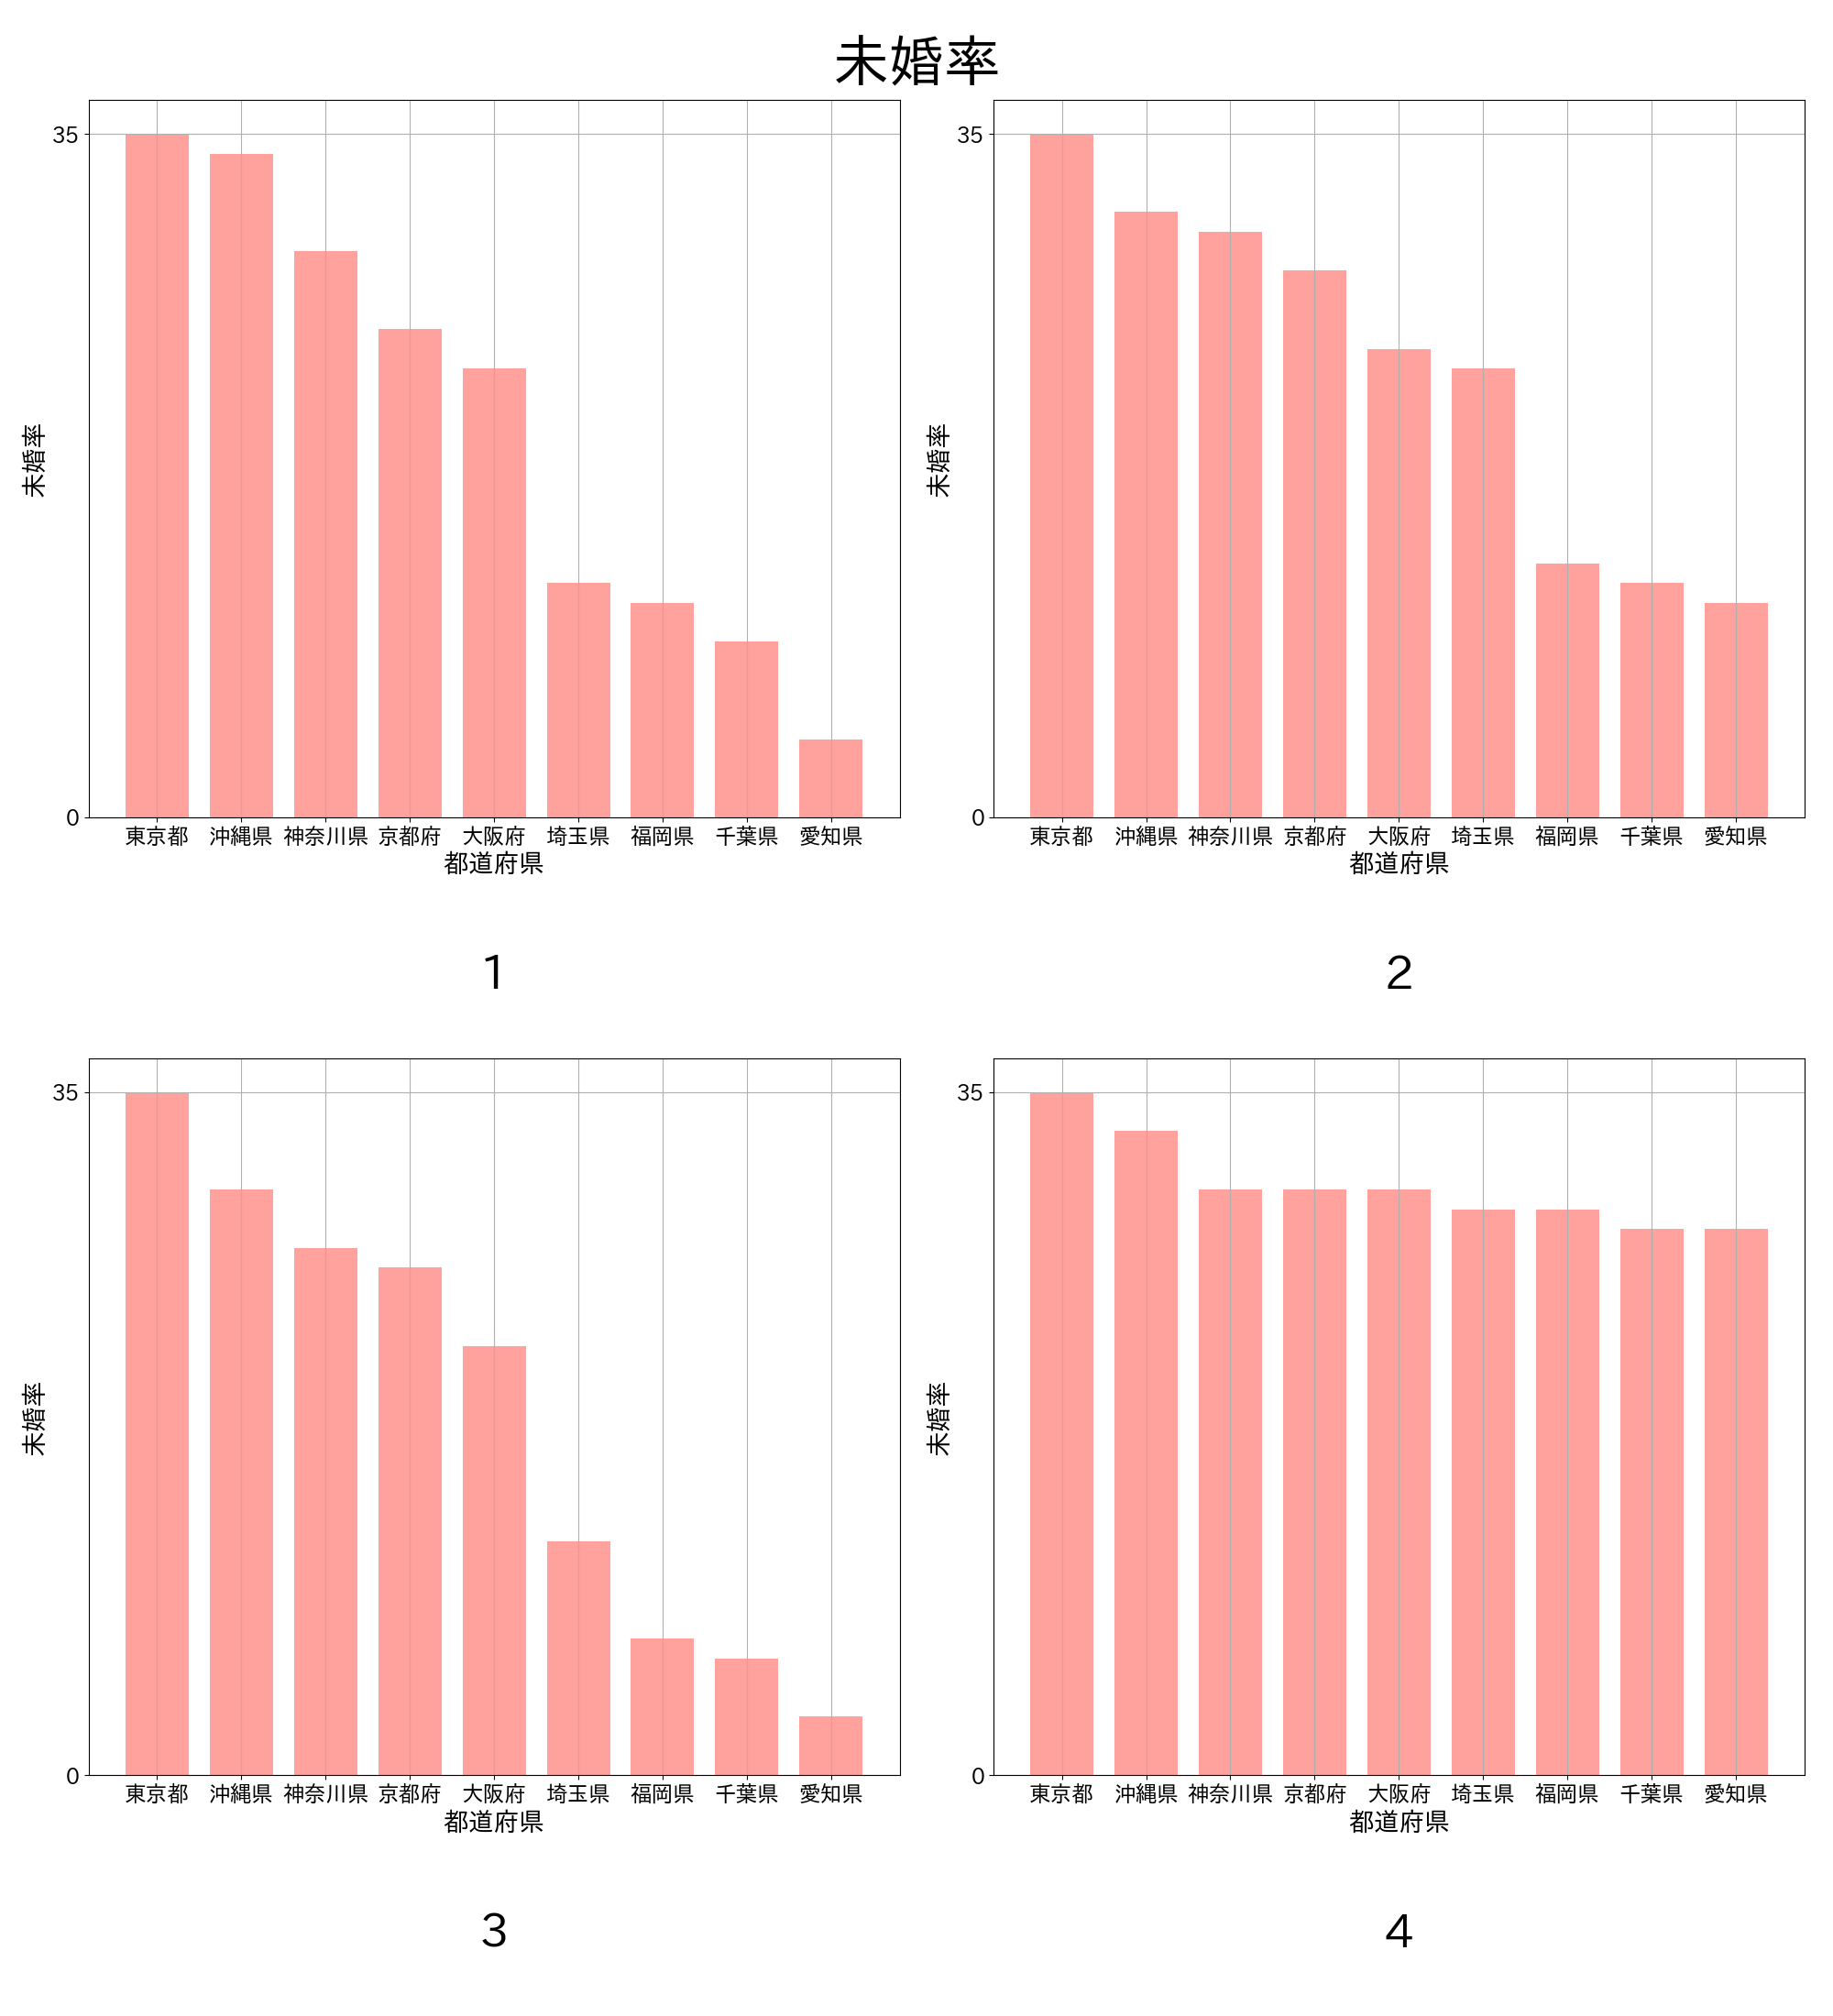 未婚率
35
0
未婚率
東京都 沖縄県 神奈川県 京都府 大阪府 埼玉県 福岡県 千葉県 愛知県
都道府県
1
35
0
未婚率
東京都 沖縄県 神奈川県 京都府 大阪府 埼玉県 福岡県 千葉県 愛知県
都道府県
2
35
0
未婚率
東京都 沖縄県 神奈川県 京都府 大阪府 埼玉県 福岡県 千葉県 愛知県
都道府県
3
35
0
未婚率
東京都 沖縄県 神奈川県 京都府 大阪府 埼玉県 福岡県 千葉県 愛知県
都道府県
4